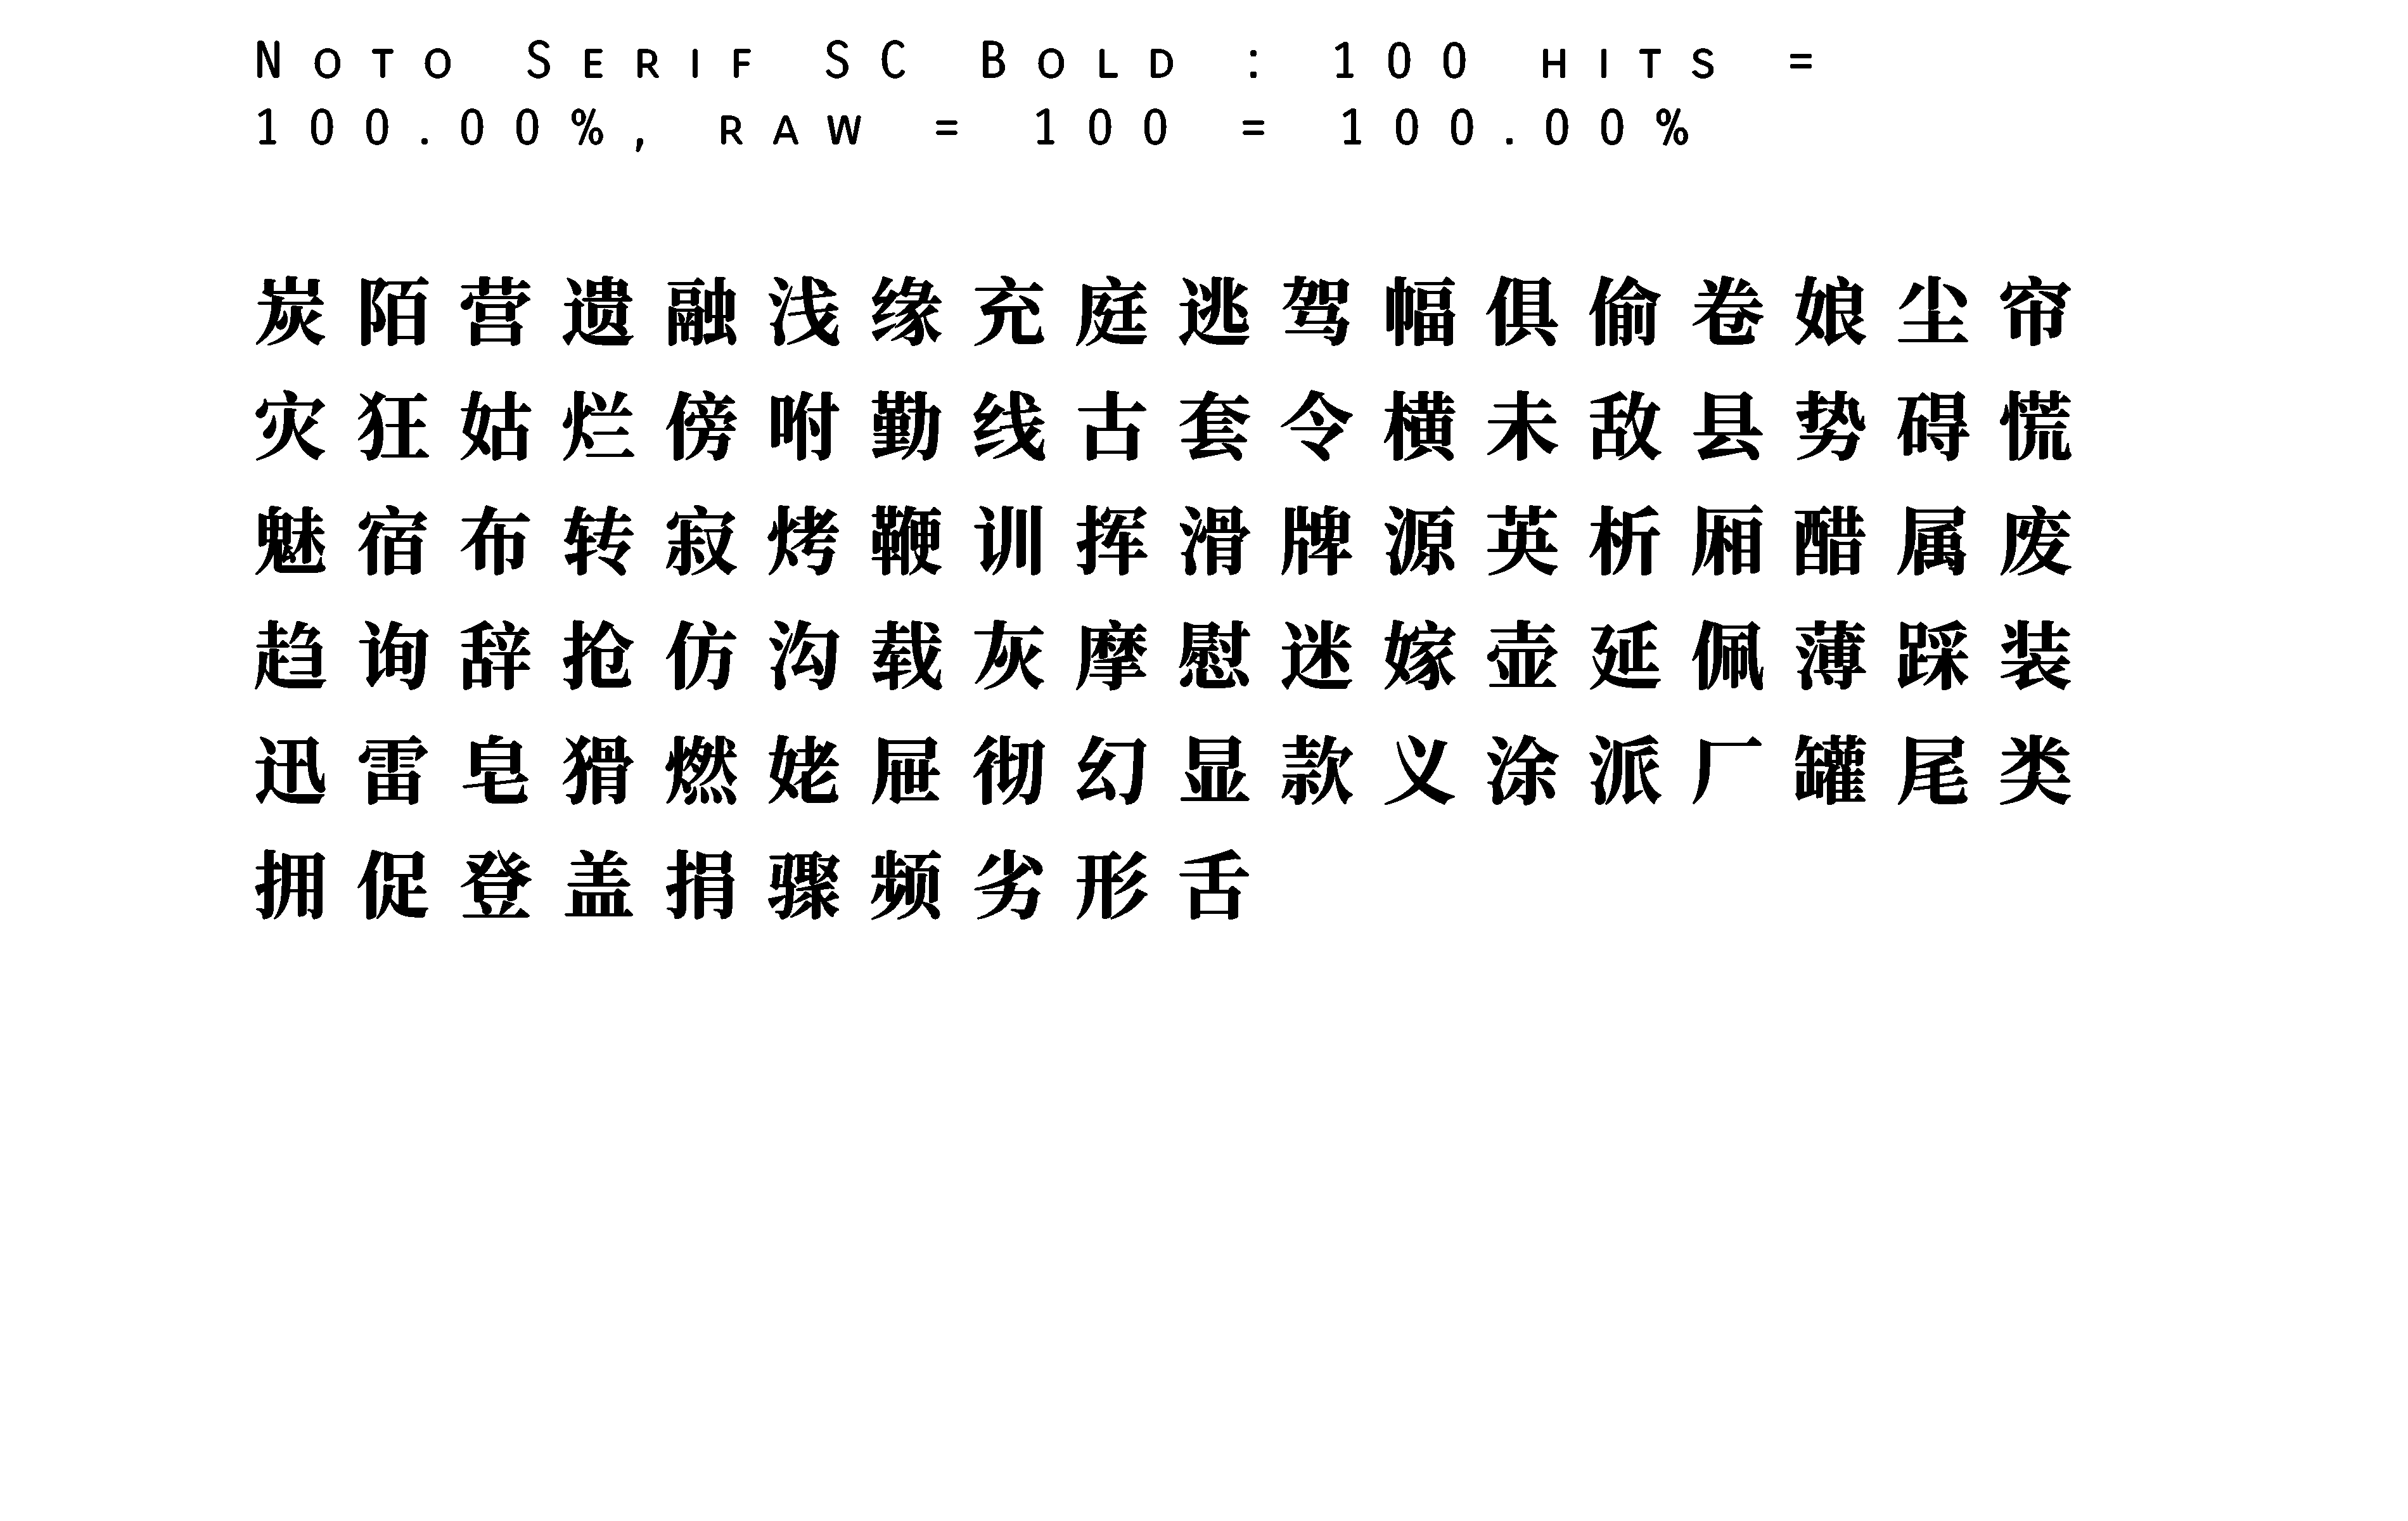 Noto Serif SC Bold : 100 hits =
100.00%, raw = 100 = 100.00%
炭陌营遗融浅缘充庭逃驾幅俱偷卷娘尘帘
灾狂姑烂傍咐勤线古套令横未敌县势碍慌
魅宿布转寂烤鞭训挥滑牌源英析厢醋属废
趋询辞抢仿沟载灰摩慰迷嫁壶延佩薄踩装
迅雷皂猾燃姥屉彻幻显款义涂派厂罐尾类
拥促登盖捐骤频劣形舌